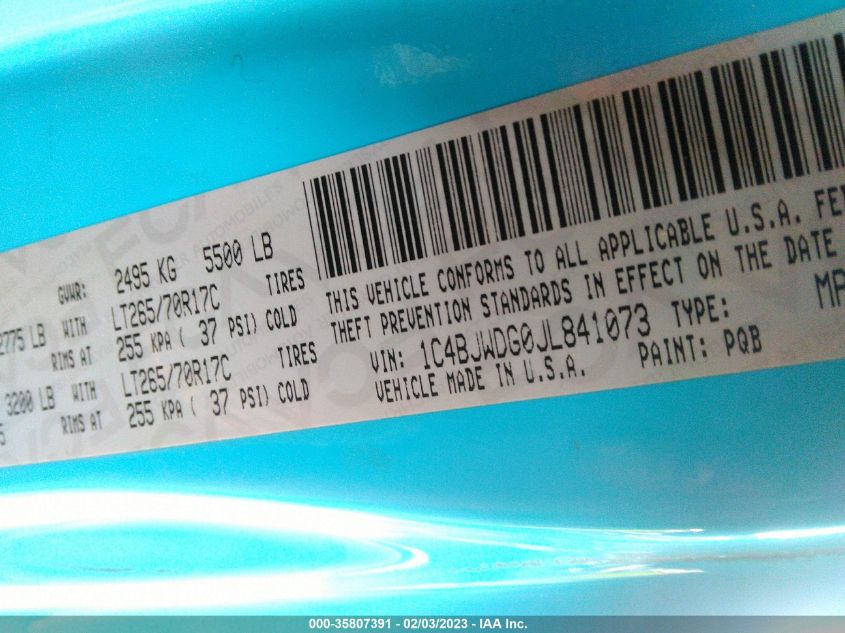 GVWR: 2495 KG 5500 LB
2775 LB WITH LT265/70R17C TIRES
RIMS AT 255 KPA ( 37 PSI) COLD
3200 LB WITH LT265/70R17C TIRES
5 RIMS AT 255 KPA ( 37 PSI) COLD
THIS VEHICLE CONFORMS TO ALL APPLICABLE U.S.A. FE
THEFT PREVENTION STANDARDS IN EFFECT ON THE DATE
VIN: 1C4BJWDG0JL841073 TYPE: MP
VEHICLE MADE IN U.S.A. PAINT: PQB
000-35807391 - 02/03/2023 - IAA Inc.